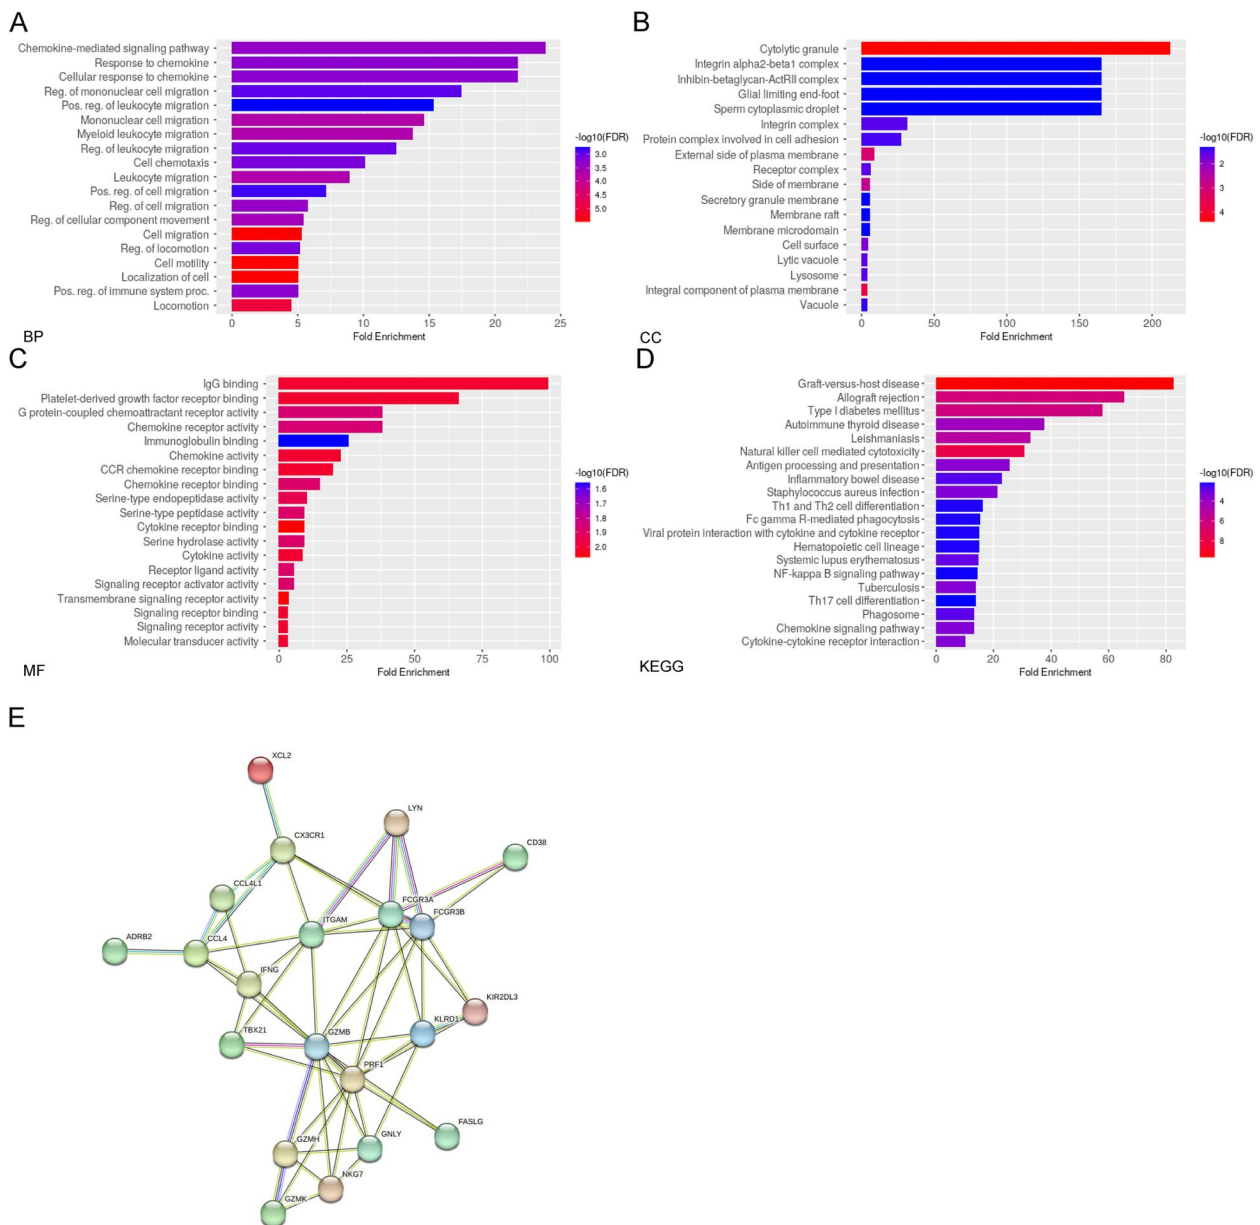 A
Chemokine-mediated signaling pathway
Response to chemokine
Cellular response to chemokine
Reg. of mononuclear cell migration
Pos. reg. of leukocyte migration
Mononuclear cell migration
Myeloid leukocyte migration
Reg. of leukocyte migration
Cell chemotaxis
Leukocyte migration
Pos. reg. of cell migration
Reg. of cell migration
Reg. of cellular component movement
Cell migration
Reg. of locomotion
Cell motility
Localization of cell
Pos. reg. of immune system proc.
Locomotion
0 5 10 15 20 25
Fold Enrichment
BP
-log10(FDR)
3.0
3.5
4.0
4.5
5.0
B
Cytolytic granule
Integrin alpha2-beta1 complex
Inhibin-betaglycan-ActRII complex
Glial limiting end-foot
Sperm cytoplasmic droplet
Integrin complex
Protein complex involved in cell adhesion
External side of plasma membrane
Receptor complex
Side of membrane
Secretory granule membrane
Membrane raft
Membrane microdomain
Cell surface
Lytic vacuole
Lysosome
Integral component of plasma membrane
Vacuole
0 50 100 150 200
Fold Enrichment
CC
-log10(FDR)
2
3
4
C
IgG binding
Platelet-derived growth factor receptor binding
G protein-coupled chemoattractant receptor activity
Chemokine receptor activity
Immunoglobulin binding
Chemokine activity
CCR chemokine receptor binding
Chemokine receptor binding
Serine-type endopeptidase activity
Serine-type peptidase activity
Cytokine receptor binding
Serine hydrolase activity
Cytokine activity
Receptor ligand activity
Signaling receptor activator activity
Transmembrane signaling receptor activity
Signaling receptor binding
Signaling receptor activity
Molecular transducer activity
0 25 50 75 100
Fold Enrichment
MF
-log10(FDR)
1.6
1.7
1.8
1.9
2.0
D
Graft-versus-host disease
Allograft rejection
Type I diabetes mellitus
Autoimmune thyroid disease
Leishmaniasis
Natural killer cell mediated cytotoxicity
Antigen processing and presentation
Inflammatory bowel disease
Staphylococcus aureus infection
Th1 and Th2 cell differentiation
Fc gamma R-mediated phagocytosis
Viral protein interaction with cytokine and cytokine receptor
Hematopoietic cell lineage
Systemic lupus erythematosus
NF-kappa B signaling pathway
Tuberculosis
Th17 cell differentiation
Phagosome
Chemokine signaling pathway
Cytokine-cytokine receptor interaction
0 20 40 60 80
Fold Enrichment
KEGG
-log10(FDR)
4
6
8
E
XCL2
LYN
CX3CR1
CD38
CCL4L1
FCGR3A
FCGR3B
ITGAM
ADRB2
CCL4
IFNG
KIR2DL3
TBX21
GZMB
KLRD1
PRF1
FASLG
GZMH
GNLY
NKG7
GZMK